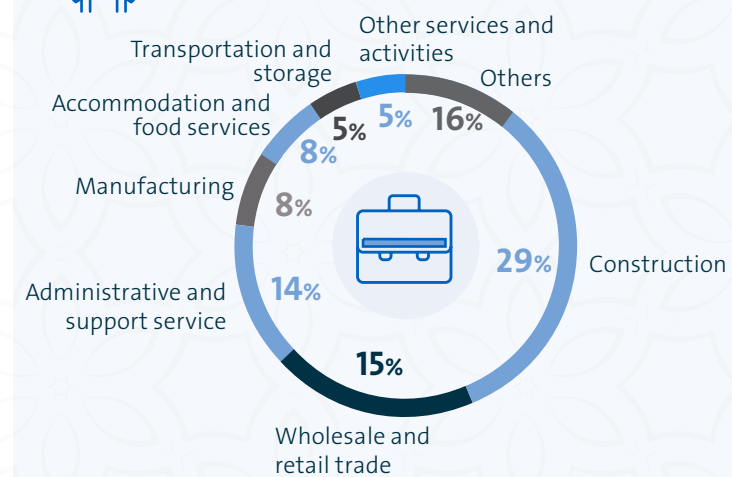 Other services and
activities
Transportation and
storage
Others
Accommodation and
food services
5%
5%
16%
8%
Manufacturing
8%
29%
Construction
Administrative and
support service
14%
15%
Wholesale and
retail trade